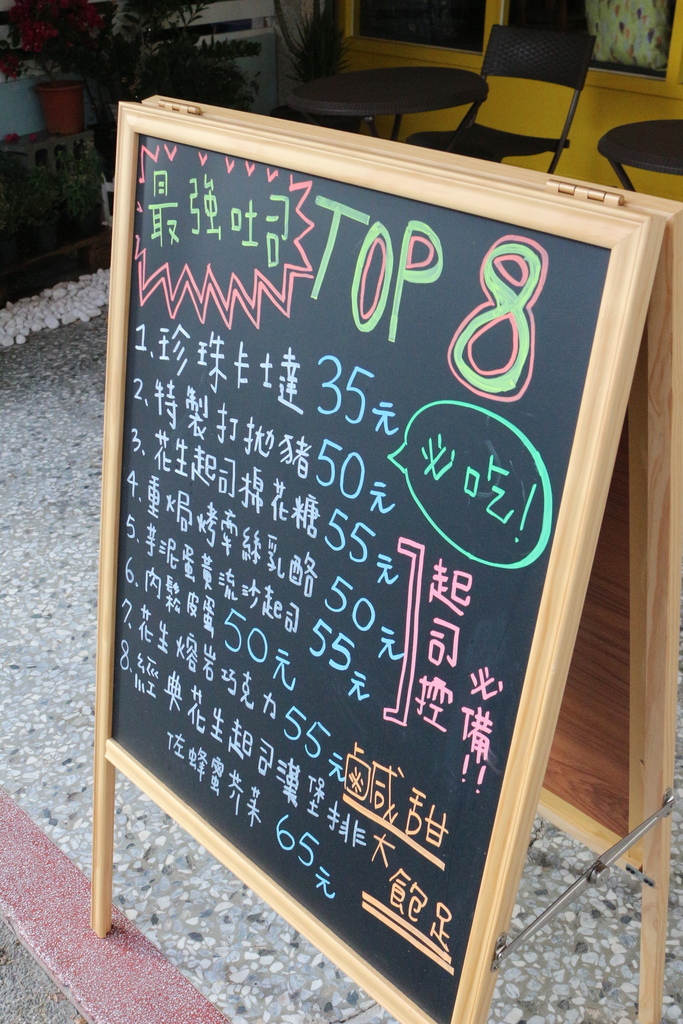 最強吐司 TOP 8
1.珍珠卡士達 35元
2.特製打拋豬 50元
必吃!
3.花生起司棉花糖 55元
4.重焗烤牽絲乳酪 50元
5.芋泥蛋黃流沙起司 55元
起司控
必備!!
6.肉鬆皮蛋 50元
7.花生熔岩巧克力 55元
8.經典花生起司漢堡排
佐蜂蜜芥茉 65元
鹹甜
大
飽足